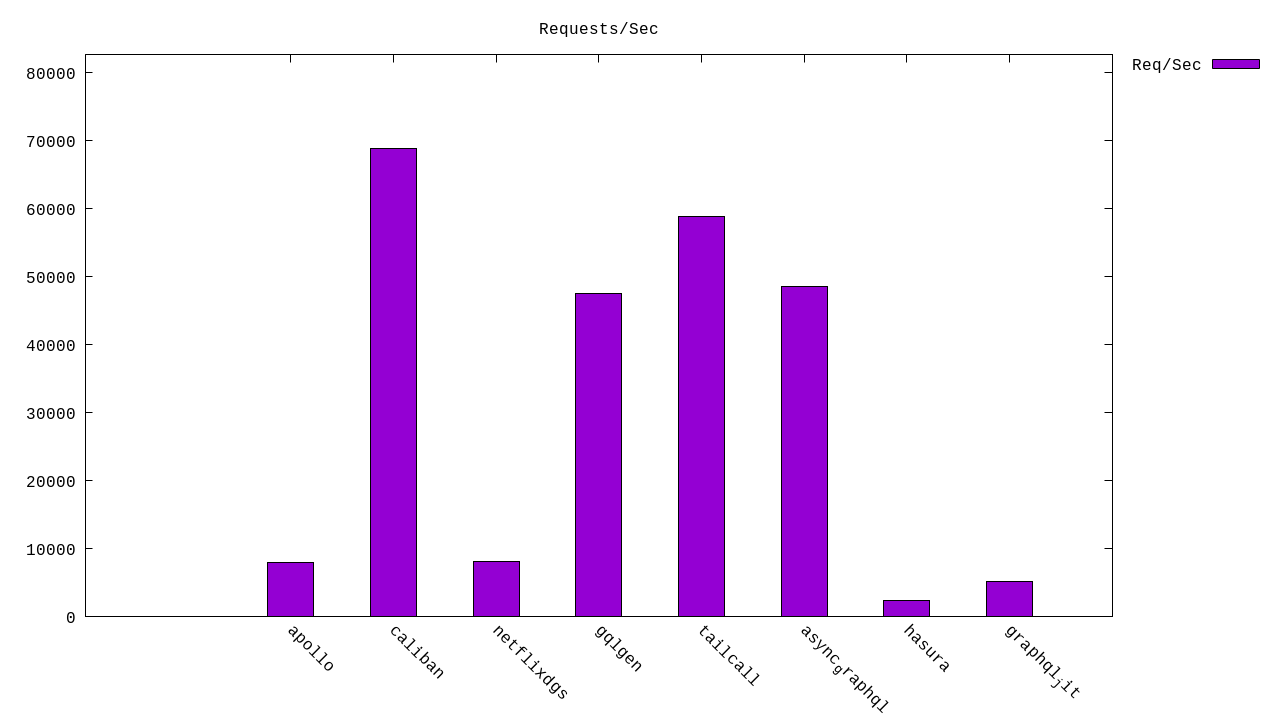 Requests/Sec
Req/Sec
80000
70000
60000
50000
40000
30000
20000
10000
0
apollo
caliban
netflixdgs
gqlgen
tailcall
async_graphql
hasura
graphql_jit